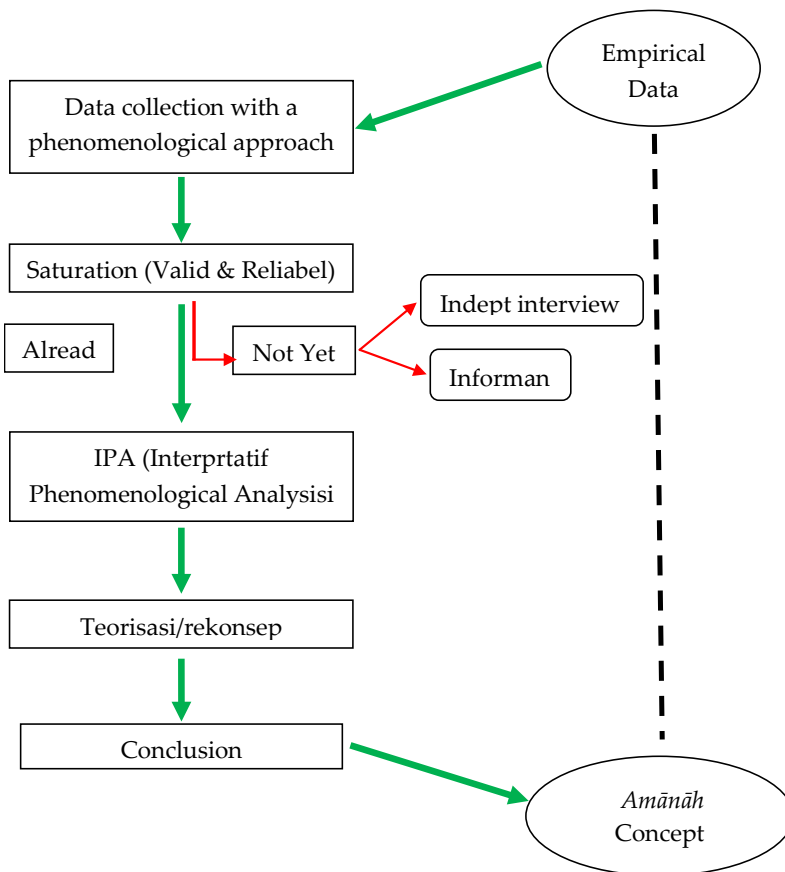 Empirical
Data
Data collection with a
phenomenological approach
Saturation (Valid & Reliabel)
Indept interview
Alread
Not Yet
Informan
IPA (Interprtatif
Phenomenological Analysisi
Teorisasi/rekonsep
Conclusion
Amānāh
Concept